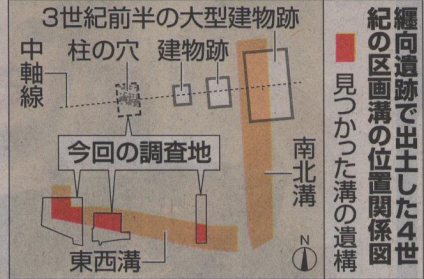 纒向遺跡で出土した4世
紀の区画溝の位置関係図
見つかった溝の遺構
3世紀前半の大型建物跡
中軸線
柱の穴
建物跡
今回の調査地
南北溝
東西溝
N